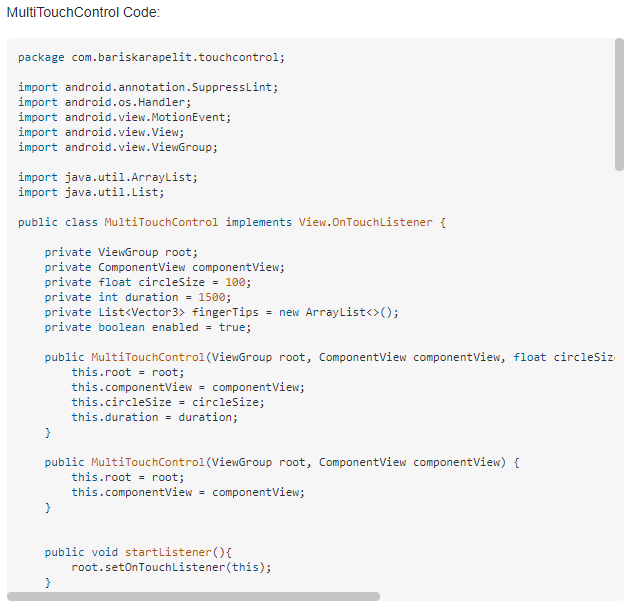 MultiTouchControl Code:
package com.bariskarapelit.touchcontrol;
import android.annotation.SuppressLint;
import android.os.Handler;
import android.view.MotionEvent;
import android.view.View;
import android.view.ViewGroup;
import java.util.ArrayList;
import java.util.List;
public class MultiTouchControl implements View.OnTouchListener {
    private ViewGroup root;
    private ComponentView componentView;
    private float circleSize = 100;
    private int duration = 1500;
    private List<Vector3> fingerTips = new ArrayList<>();
    private boolean enabled = true;
    public MultiTouchControl(ViewGroup root, ComponentView componentView, float circleSiz
        this.root = root;
        this.componentView = componentView;
        this.circleSize = circleSize;
        this.duration = duration;
    }
    public MultiTouchControl(ViewGroup root, ComponentView componentView) {
        this.root = root;
        this.componentView = componentView;
    }
    public void startListener(){
        root.setOnTouchListener(this);
    }